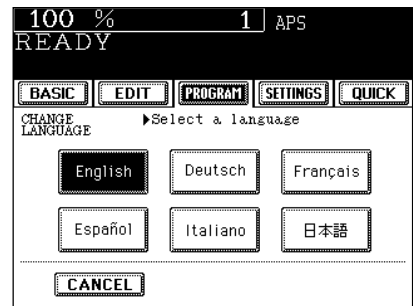 100 % 1 APS
READY
BASIC EDIT PROGRAM SETTINGS QUICK
CHANGE LANGUAGE ▶Select a language
English Deutsch Français
Español Italiano 日本語
CANCEL